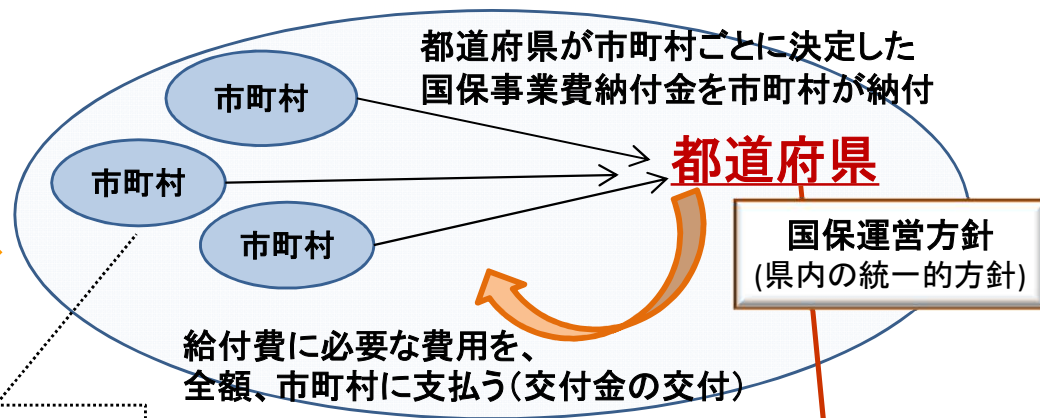 都道府県が市町村ごとに決定した
国保事業費納付金を市町村が納付
市町村
都道府県
市町村
市町村
国保運営方針
(県内の統一的方針)
給付費に必要な費用を、
全額、市町村に支払う(交付金の交付)